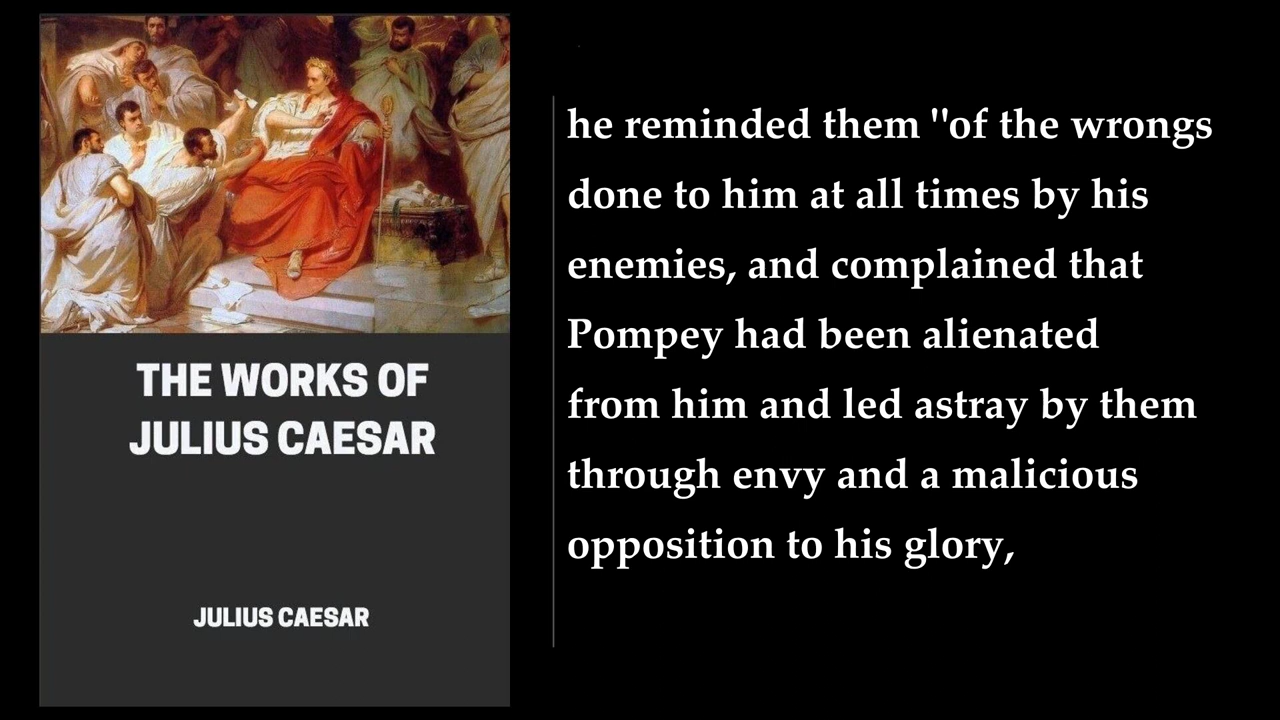 THE WORKS OF
JULIUS CAESAR
JULIUS CAESAR
he reminded them "of the wrongs
done to him at all times by his
enemies, and complained that
Pompey had been alienated
from him and led astray by them
through envy and a malicious
opposition to his glory,